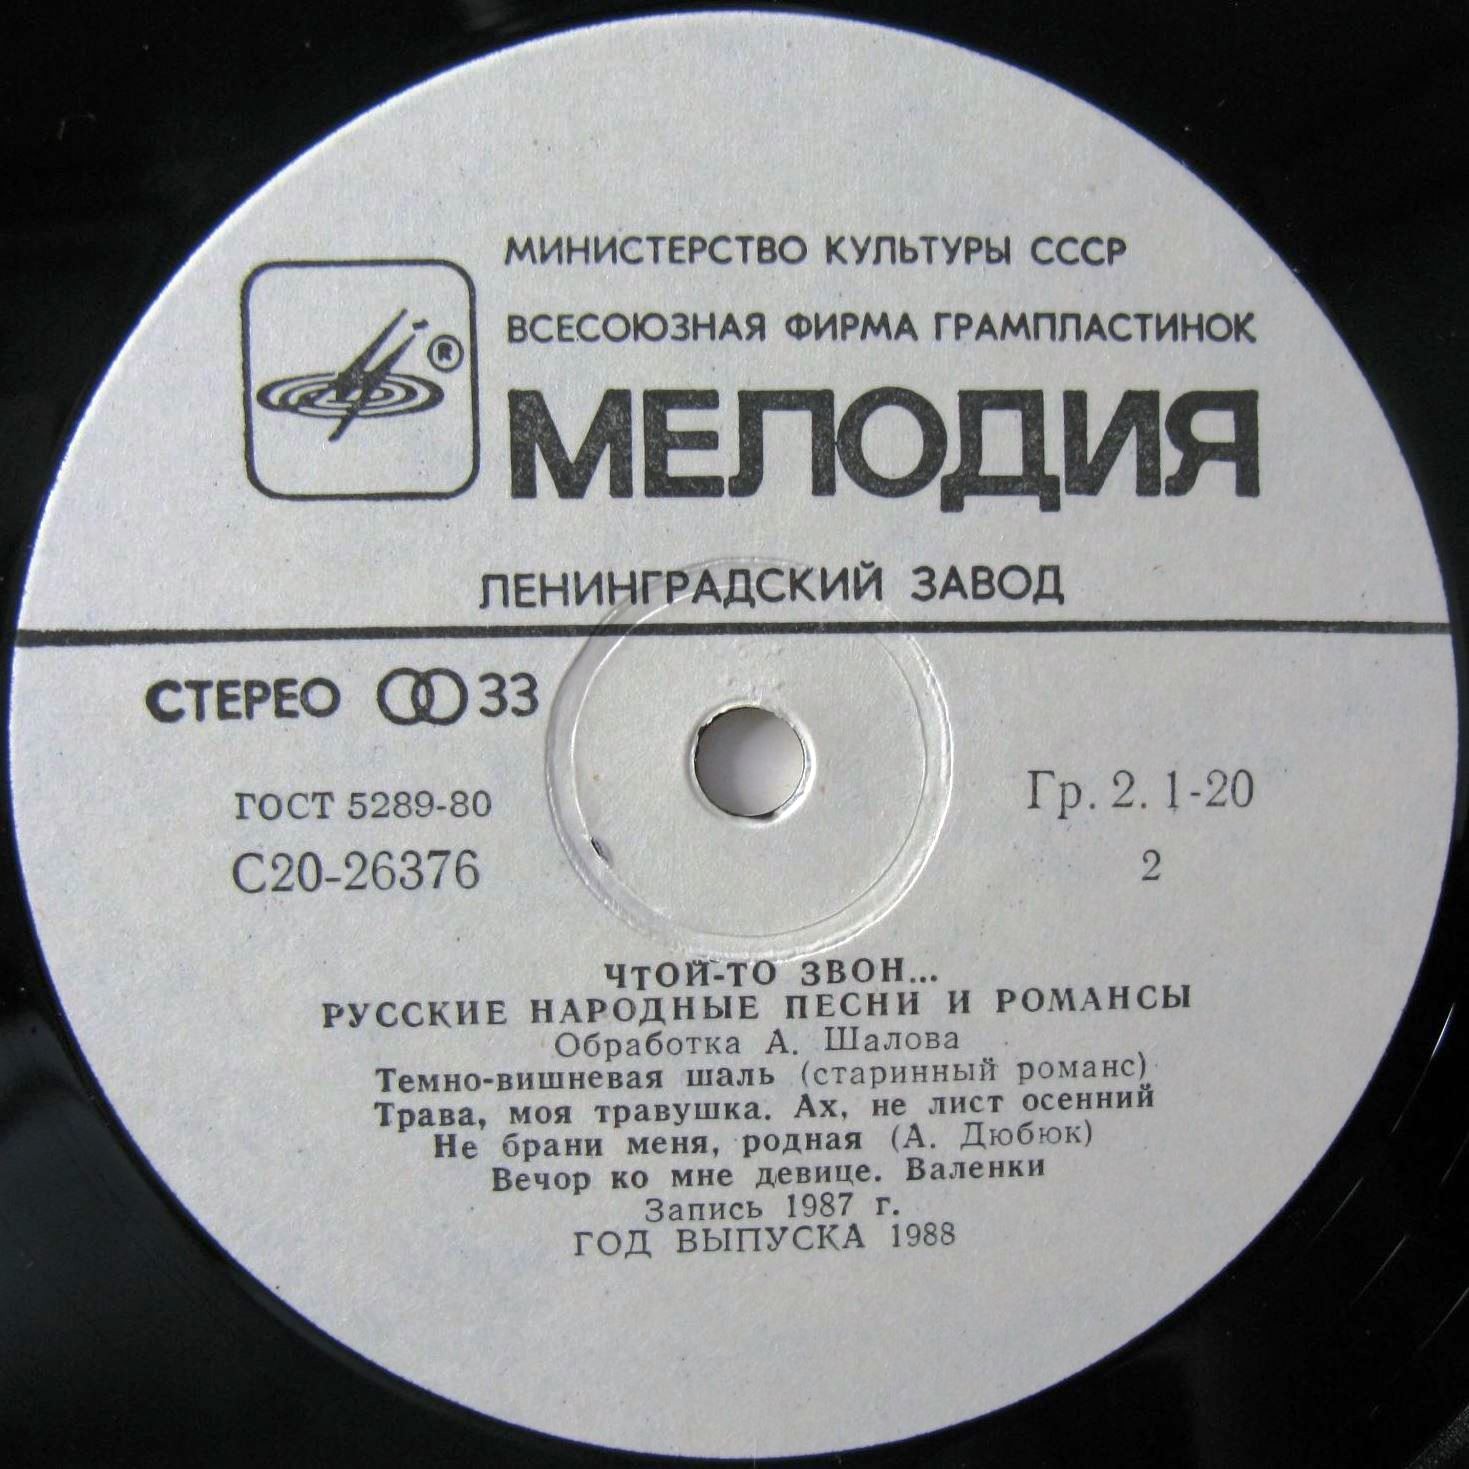 МИНИСТЕРСТВО КУЛЬТУРЫ СССР
ВСЕСОЮЗНАЯ ФИРМА ГРАМПЛАСТИНОК
®
МЕЛОДИЯ
ЛЕНИНГРАДСКИЙ ЗАВОД
СТЕРЕО 33
ГОСТ 5289-80
Гр. 2. 1-20
С20-26376
2
ЧТОЙ-ТО ЗВОН...
РУССКИЕ НАРОДНЫЕ ПЕСНИ И РОМАНСЫ
Обработка А. Шалова
Темно-вишневая шаль (старинный романс)
Трава, моя травушка. Ах, не лист осенний
Не брани меня, родная (А. Дюбюк)
Вечор ко мне девице. Валенки
Запись 1987 г.
ГОД ВЫПУСКА 1988